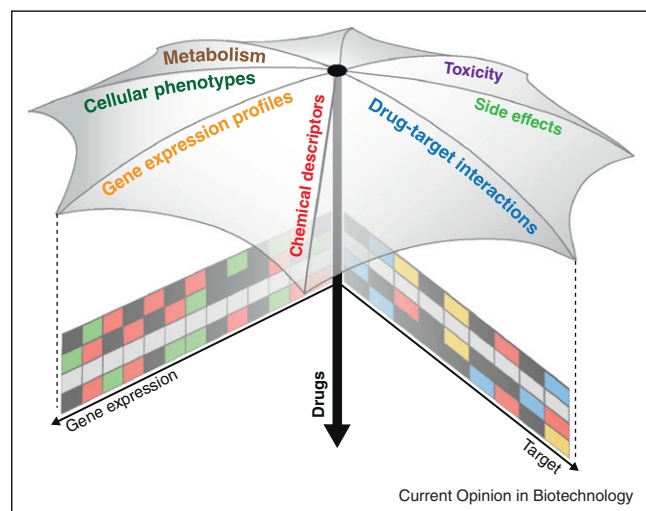 Metabolism
Toxicity
Cellular phenotypes
Side effects
Gene expression profiles
Drug-target interactions
Chemical descriptors
Gene expression
Drugs
Target
Current Opinion in Biotechnology